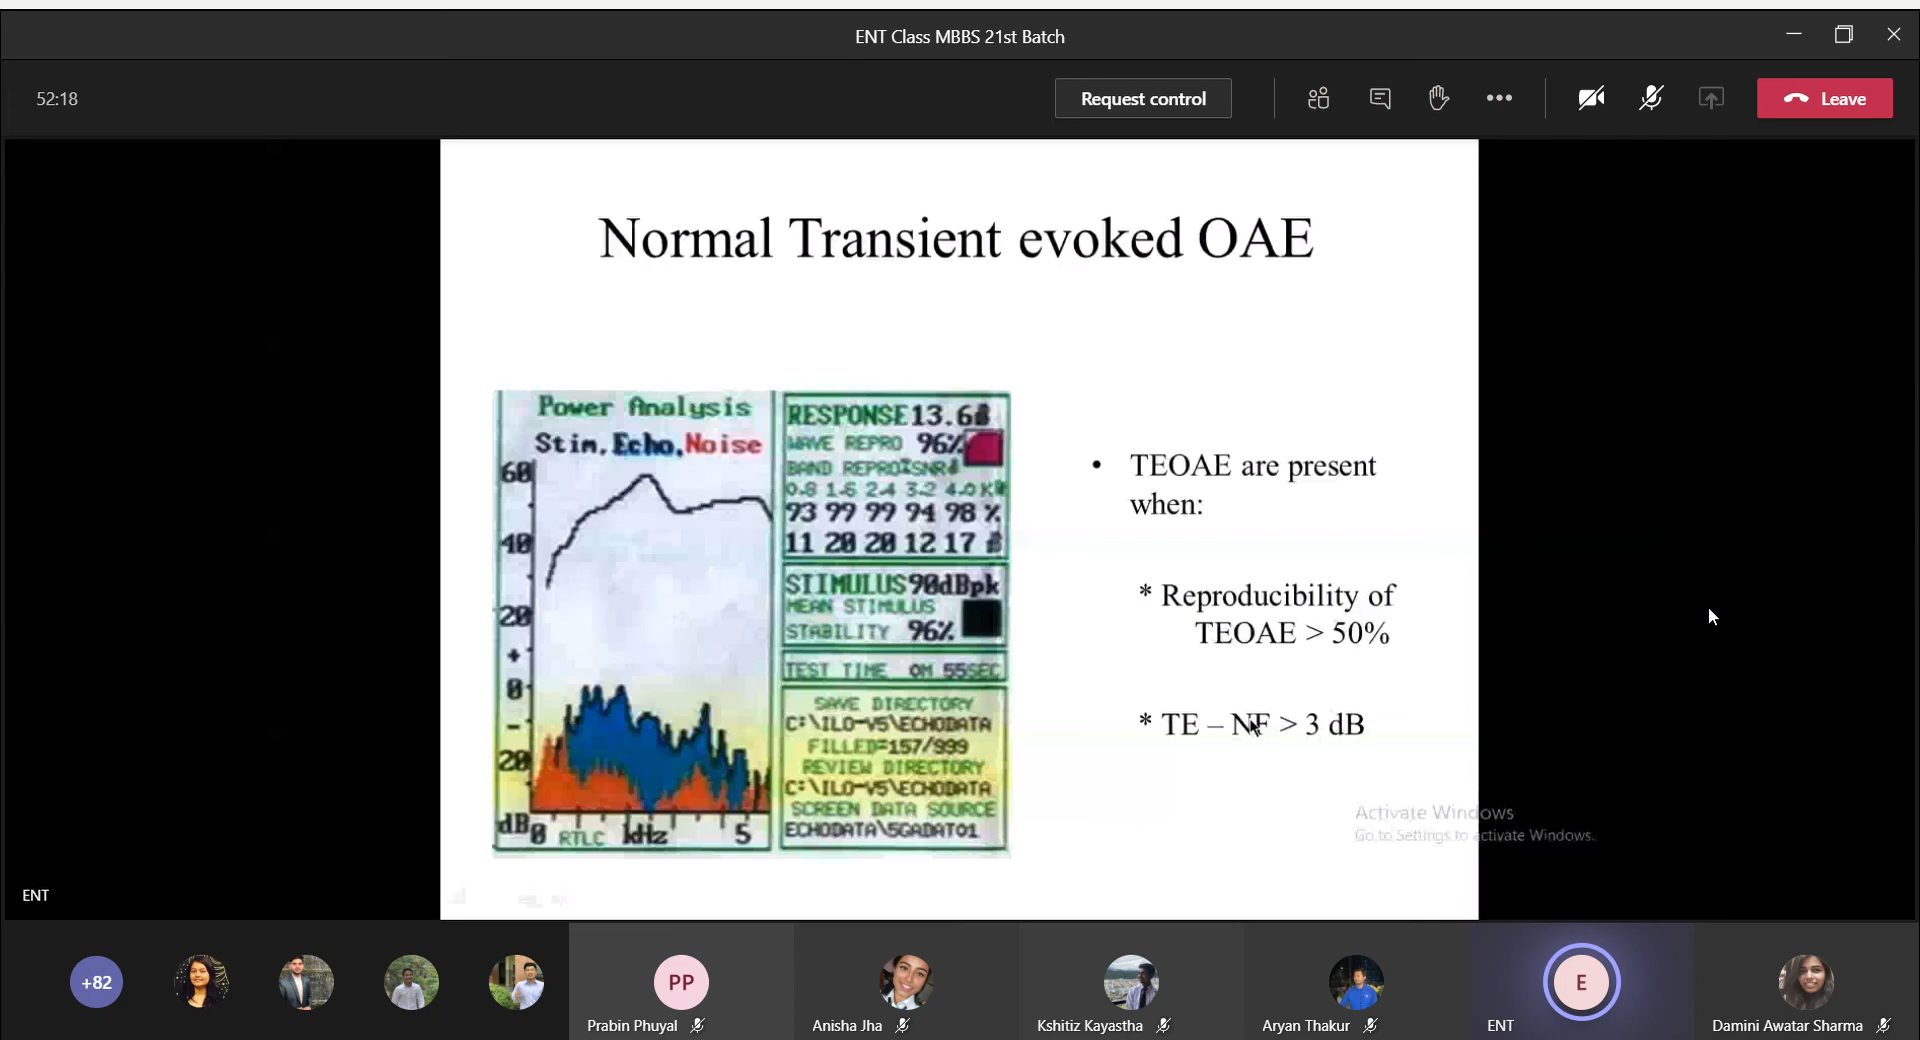 ENT Class MBBS 21st Batch
52:18
Request control
Leave
Normal Transient evoked OAE
Power Analysis
Stim, Echo, Noise
60
40
20
+
0
-
20
dB 0 RTLC kHz 5
RESPONSE 13.6dB
WAVE REPRO 96%
BAND REPRO% SNR dB
0.8 1.6 2.4 3.2 4.0 KHz
93 99 99 94 98 %
11 20 20 12 17 dB
STIMULUS 90dBpk
MEAN STIMULUS
STABILITY 96%
TEST TIME 0M 55SEC
SAVE DIRECTORY
C:\ILO-V5\ECHODATA
FILLED=157/999
REVIEW DIRECTORY
C:\ILO-V5\ECHODATA
SCREEN DATA SOURCE
ECHODATA\5GADAT01
• TEOAE are present
when:
* Reproducibility of
TEOAE > 50%
* TE – NF > 3 dB
Activate Windows
Go to Settings to activate Windows.
ENT
+82
PP
E
Prabin Phuyal
Anisha Jha
Kshitiz Kayastha
Aryan Thakur
ENT
Damini Awatar Sharma